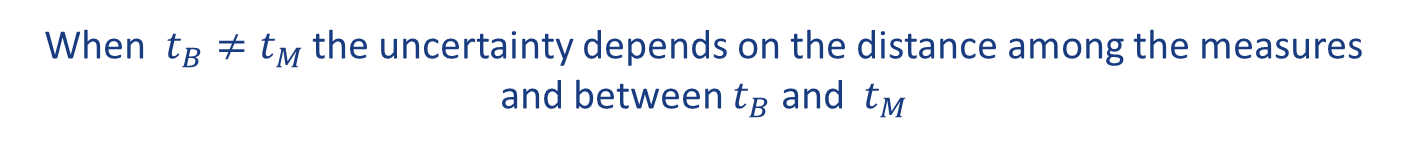 When t_B ≠ t_M the uncertainty depends on the distance among the measures
and between t_B and t_M